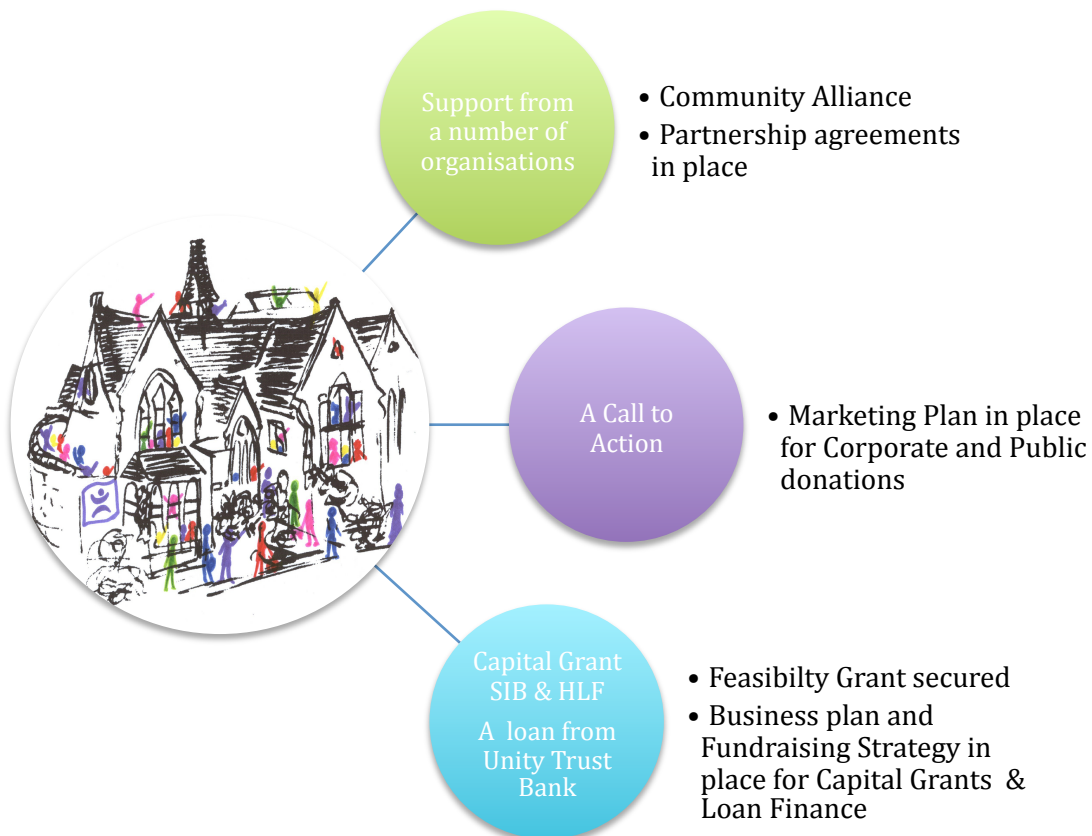 Support from
a number of
organisations
• Community Alliance
• Partnership agreements
in place
A Call to
Action
• Marketing Plan in place
for Corporate and Public
donations
Capital Grant
SIB & HLF
A loan from
Unity Trust
Bank
• Feasibilty Grant secured
• Business plan and
Fundraising Strategy in
place for Capital Grants &
Loan Finance